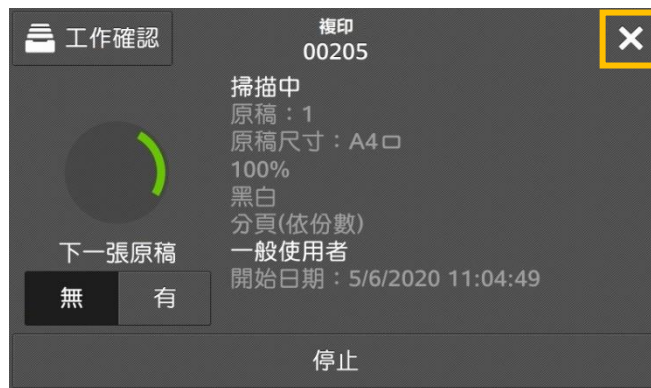 工作確認
複印
00205
掃描中
原稿：1
原稿尺寸：A4
100%
黑白
分頁(依份數)
一般使用者
開始日期：5/6/2020 11:04:49
下一張原稿
無
有
停止